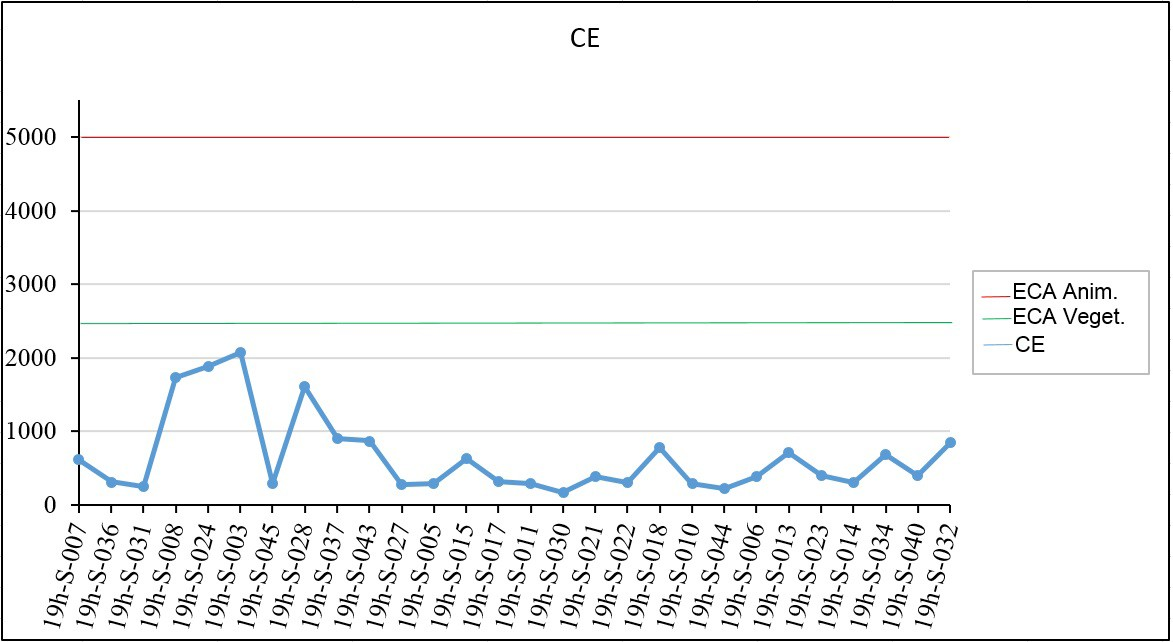 CE
5000
4000
3000
2000
1000
0
19h-S-007
19h-S-036
19h-S-031
19h-S-008
19h-S-024
19h-S-003
19h-S-045
19h-S-028
19h-S-037
19h-S-043
19h-S-027
19h-S-005
19h-S-015
19h-S-017
19h-S-011
19h-S-030
19h-S-021
19h-S-022
19h-S-018
19h-S-010
19h-S-044
19h-S-006
19h-S-013
19h-S-023
19h-S-014
19h-S-034
19h-S-040
19h-S-032
ECA Anim.
ECA Veget.
CE